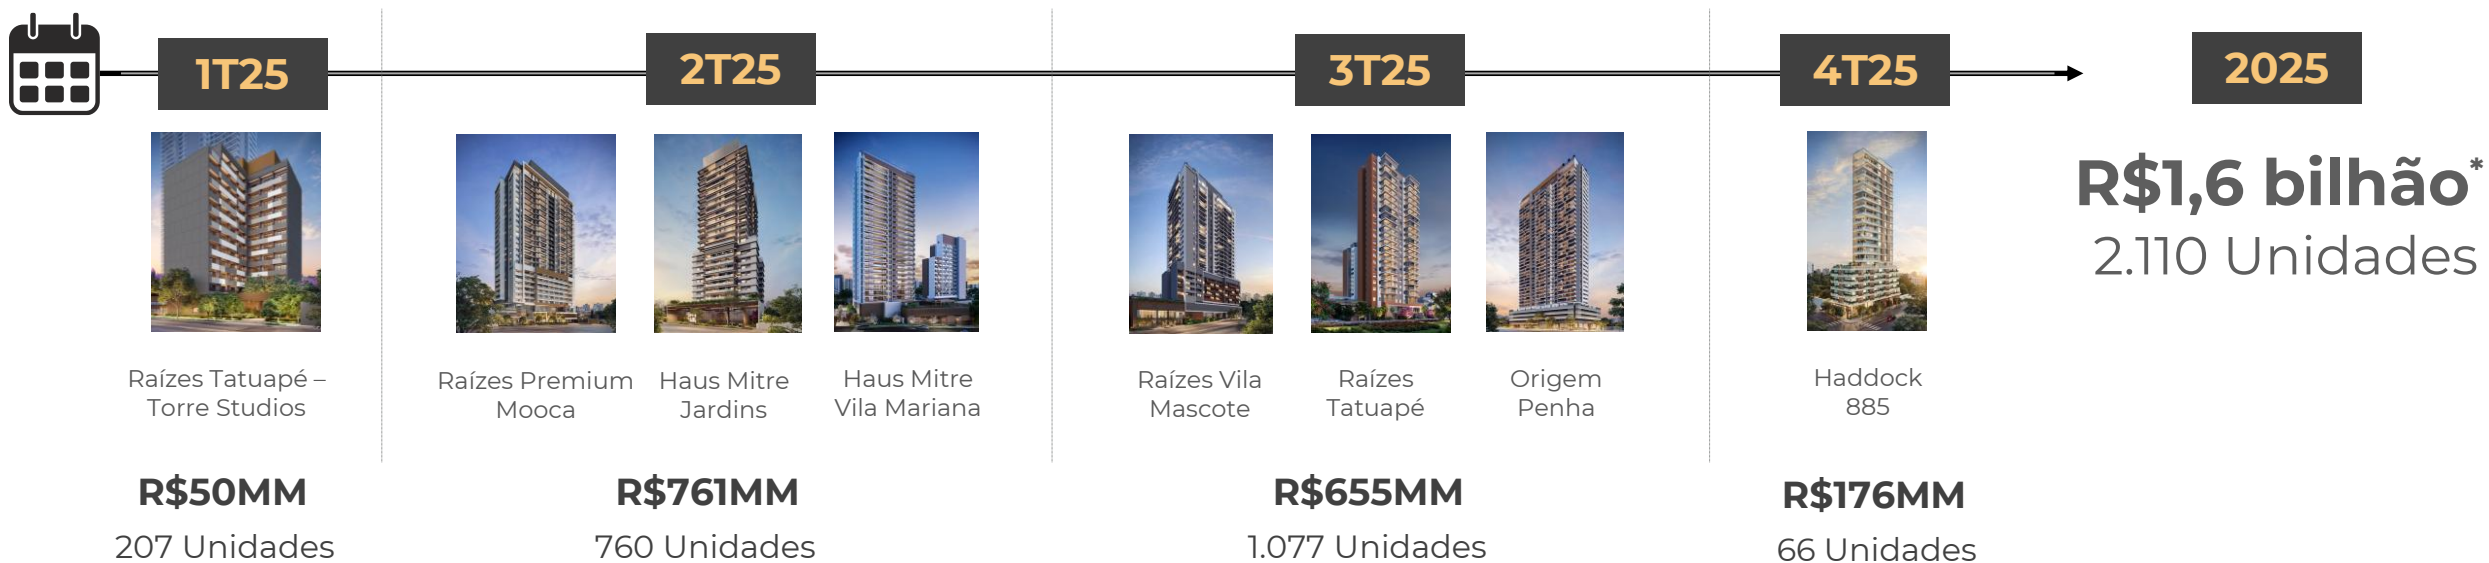 1T25
2T25
3T25
4T25
2025
R$1,6 bilhão*
2.110 Unidades
Raízes Tatuapé –
Torre Studios
Raízes Premium
Mooca
Haus Mitre
Jardins
Haus Mitre
Vila Mariana
Raízes Vila
Mascote
Raízes
Tatuapé
Origem
Penha
Haddock
885
R$50MM
207 Unidades
R$761MM
760 Unidades
R$655MM
1.077 Unidades
R$176MM
66 Unidades